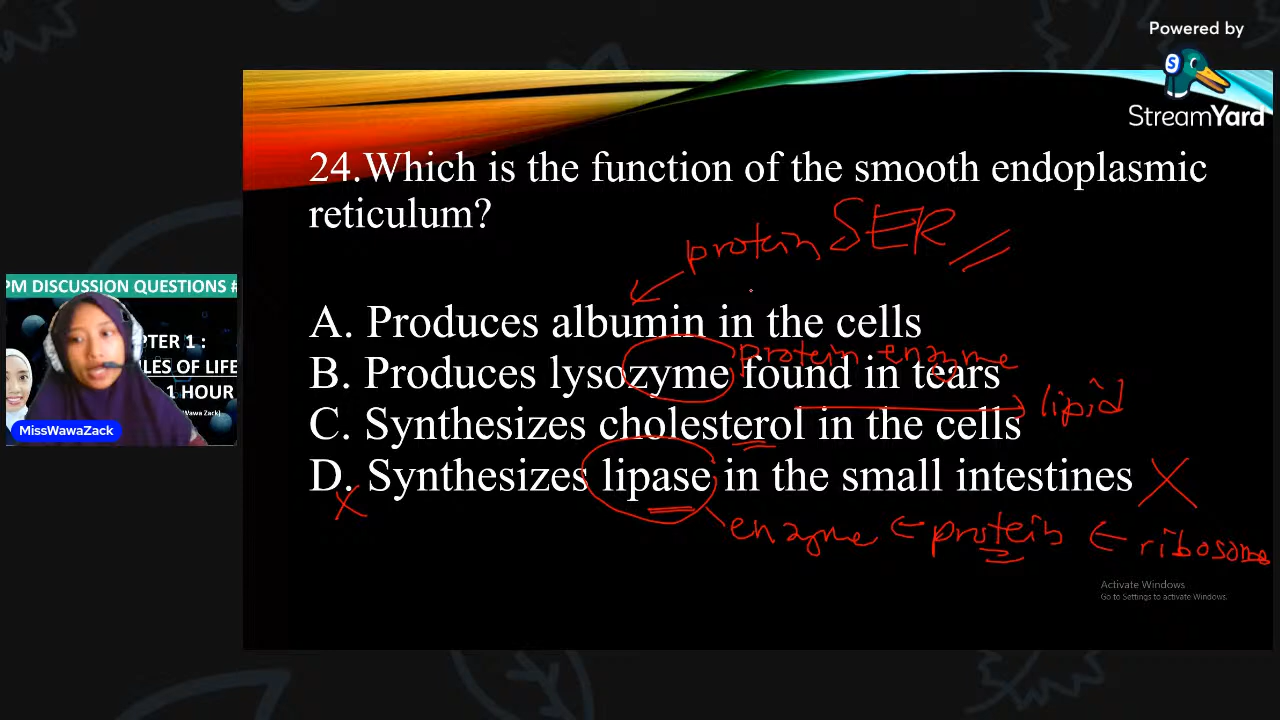 Powered by
StreamYard
24.Which is the function of the smooth endoplasmic
reticulum?
protein SER
A. Produces albumin in the cells
protein enzyme
B. Produces lysozyme found in tears
lipid
C. Synthesizes cholesterol in the cells
D. Synthesizes lipase in the small intestines X
X
enzyme ← protein ← ribosome
PM DISCUSSION QUESTIONS #
PTER 1 :
LES OF LIFE
1 HOUR
Wawa Zack)
MissWawaZack
Activate Windows
Go to Settings to activate Windows.